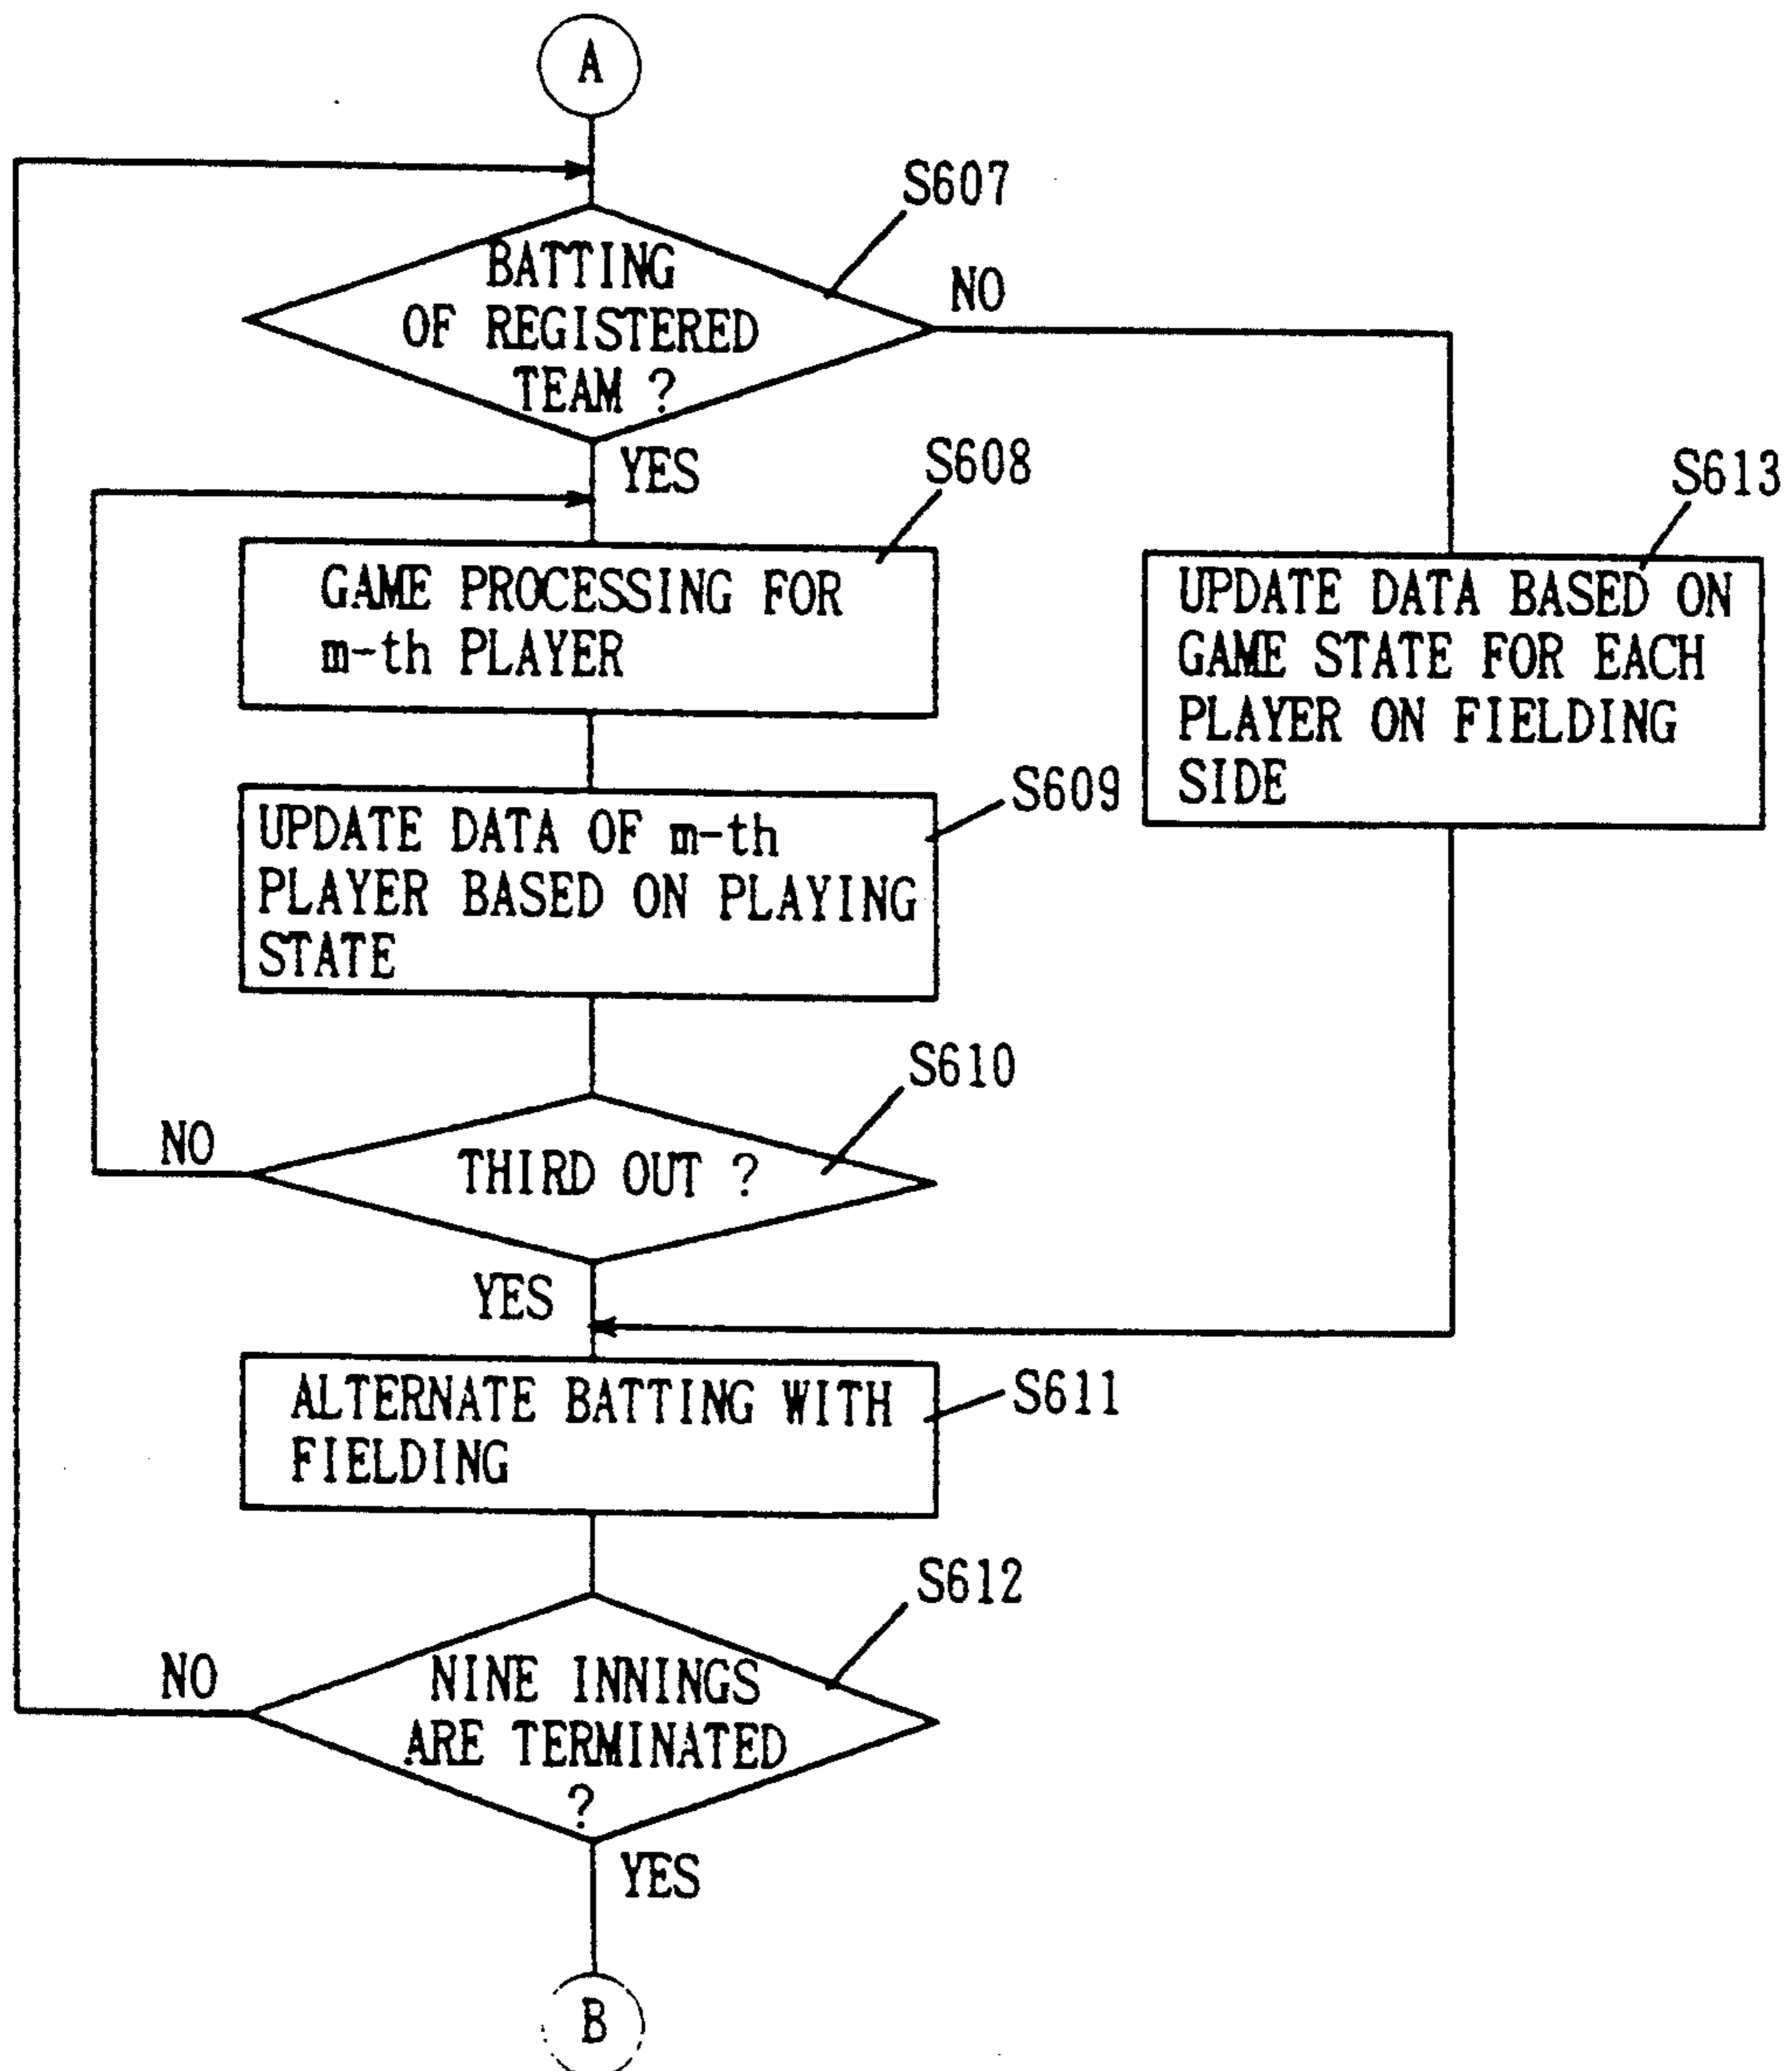 A
S607
BATTING
OF REGISTERED
TEAM ?
NO
YES
S608
GAME PROCESSING FOR
m-th PLAYER
S613
UPDATE DATA BASED ON
GAME STATE FOR EACH
PLAYER ON FIELDING
SIDE
S609
UPDATE DATA OF m-th
PLAYER BASED ON PLAYING
STATE
S610
NO
THIRD OUT ?
YES
S611
ALTERNATE BATTING WITH
FIELDING
S612
NO
NINE INNINGS
ARE TERMINATED
?
YES
B